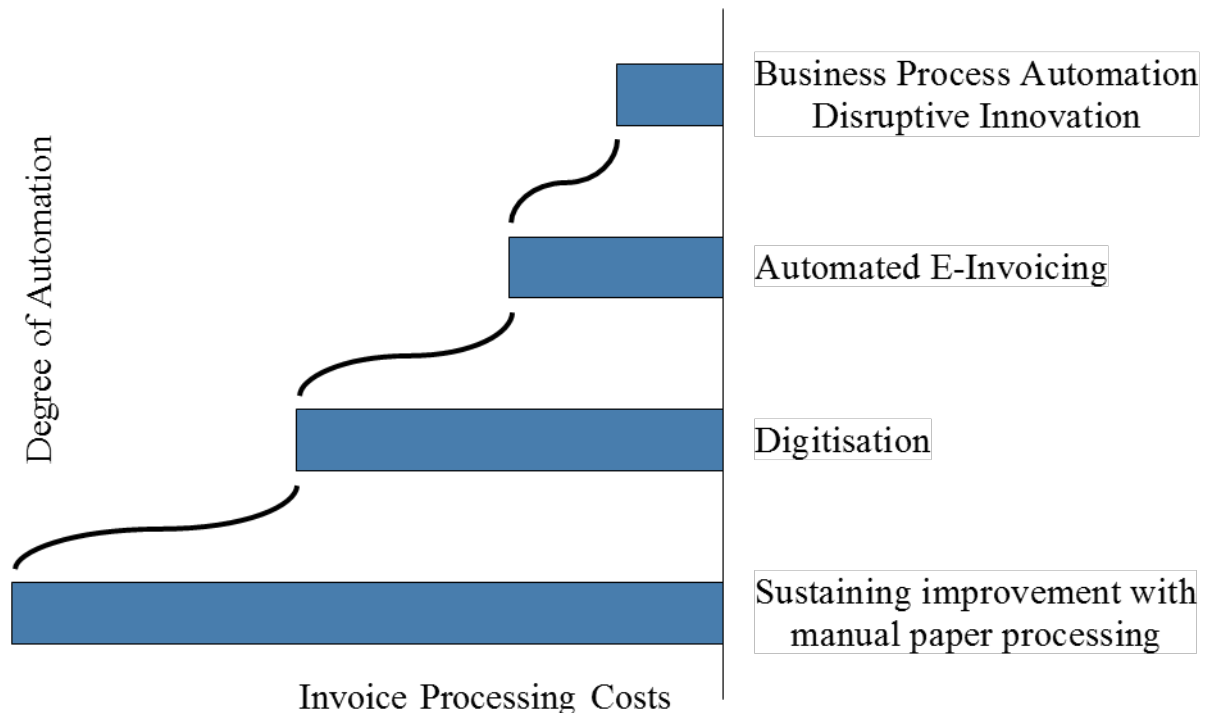 Business Process Automation
Disruptive Innovation
Degree of Automation
Automated E-Invoicing
Digitisation
Sustaining improvement with
manual paper processing
Invoice Processing Costs